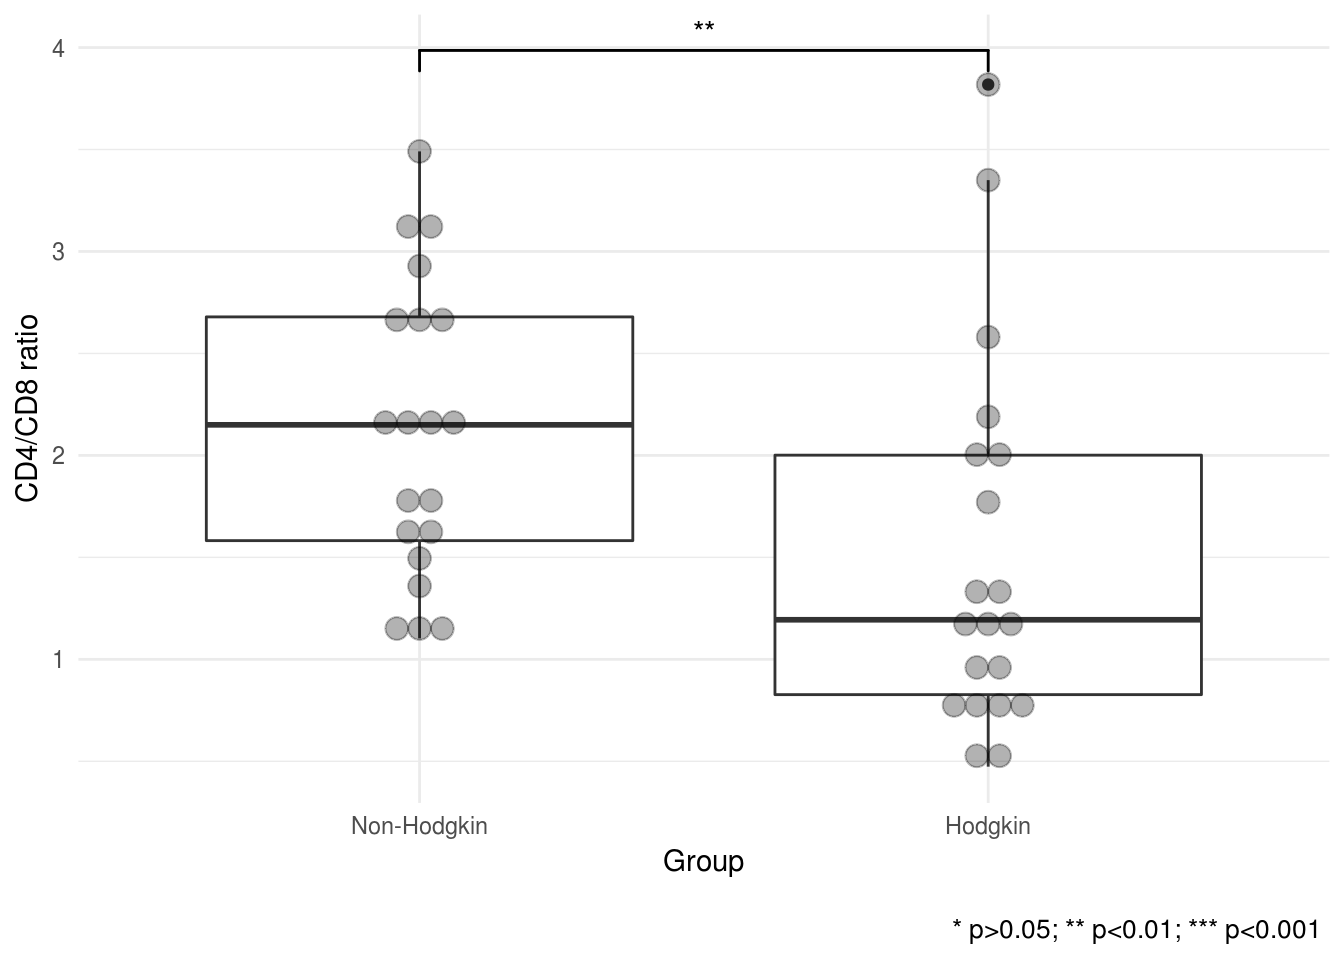 **
4
3
2
1
CD4/CD8 ratio
Non-Hodgkin
Hodgkin
Group
* p>0.05; ** p<0.01; *** p<0.001